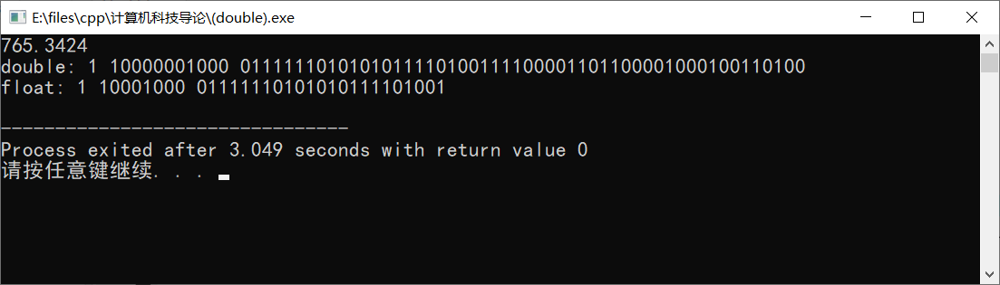 E:\files\cpp\计算机科技导论\(double).exe
765.3424
double: 1 10000001000 0111111010101011110100111100001101100001000100110100
float: 1 10001000 01111110101010111101001
--------------------------------
Process exited after 3.049 seconds with return value 0
请按任意键继续. . .